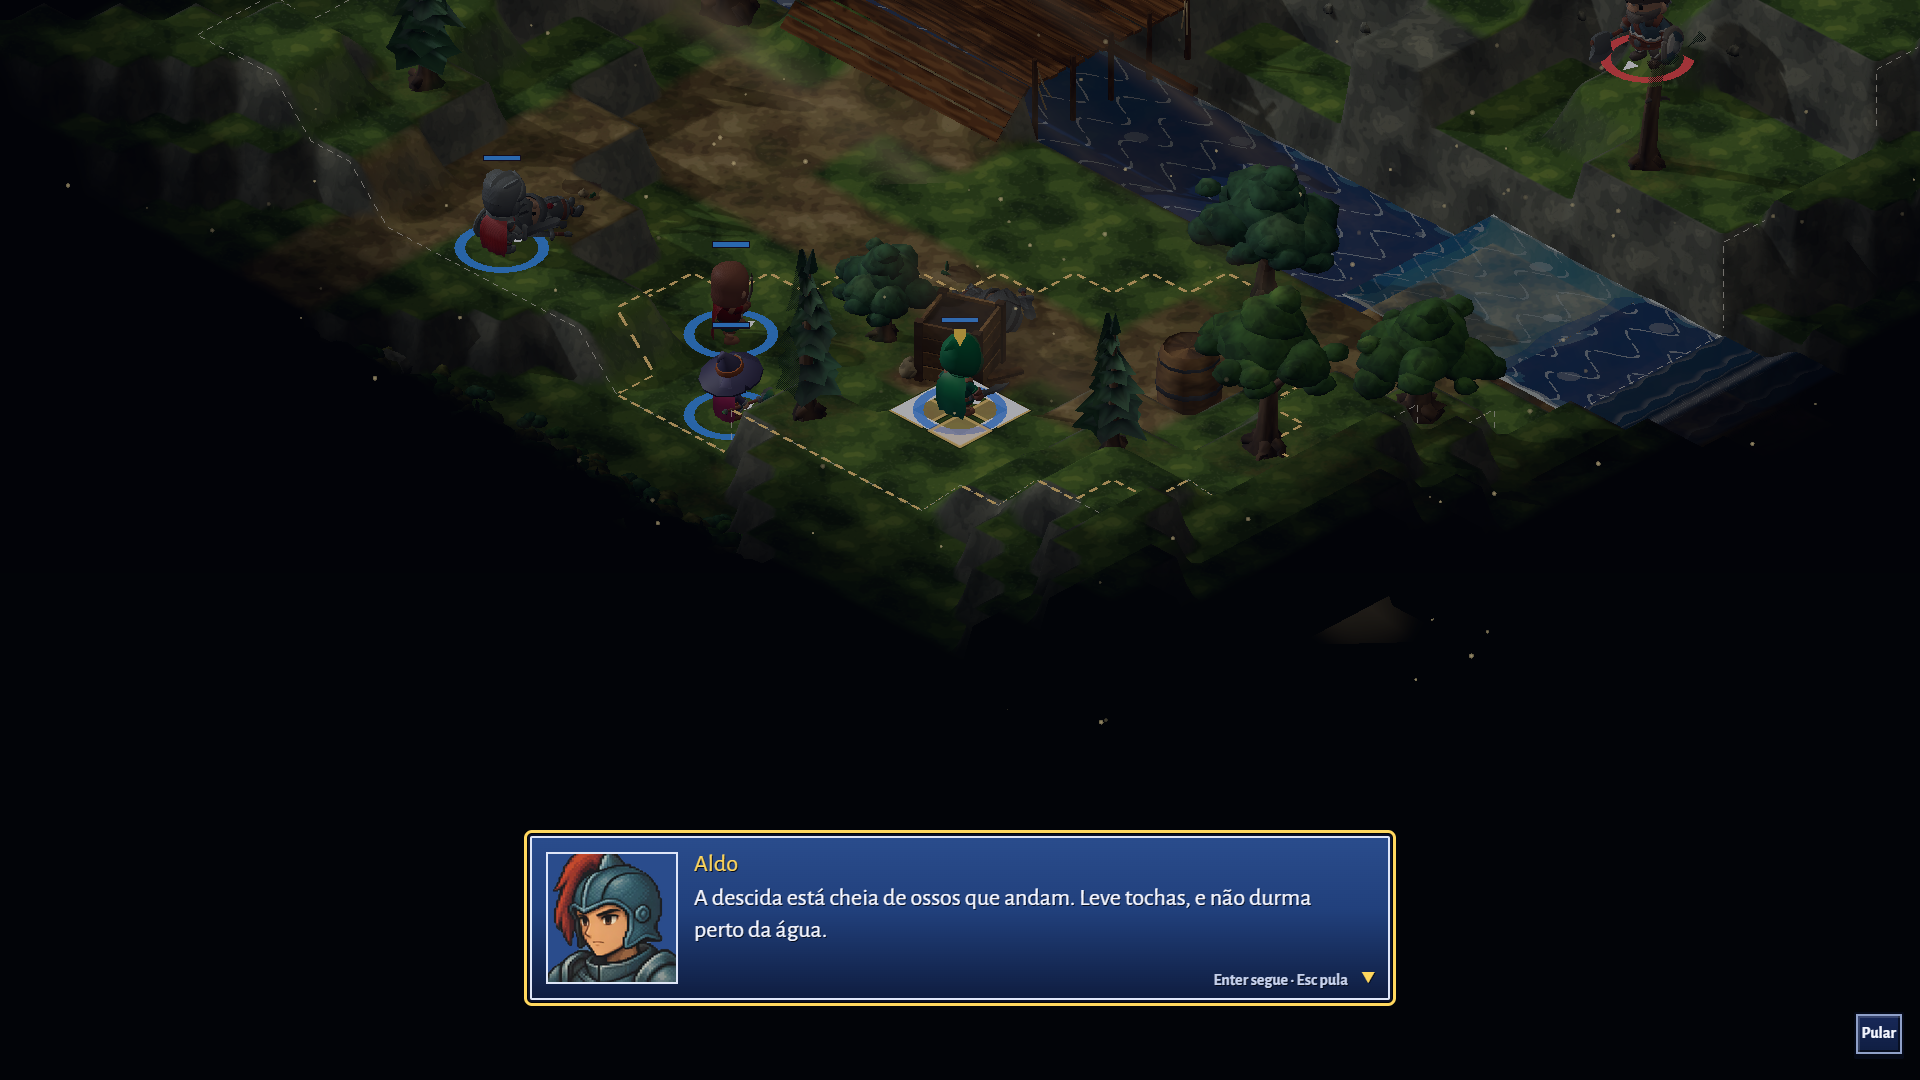 Aldo
A descida está cheia de ossos que andam. Leve tochas, e não durma
perto da água.
Enter segue · Esc pula
Pular